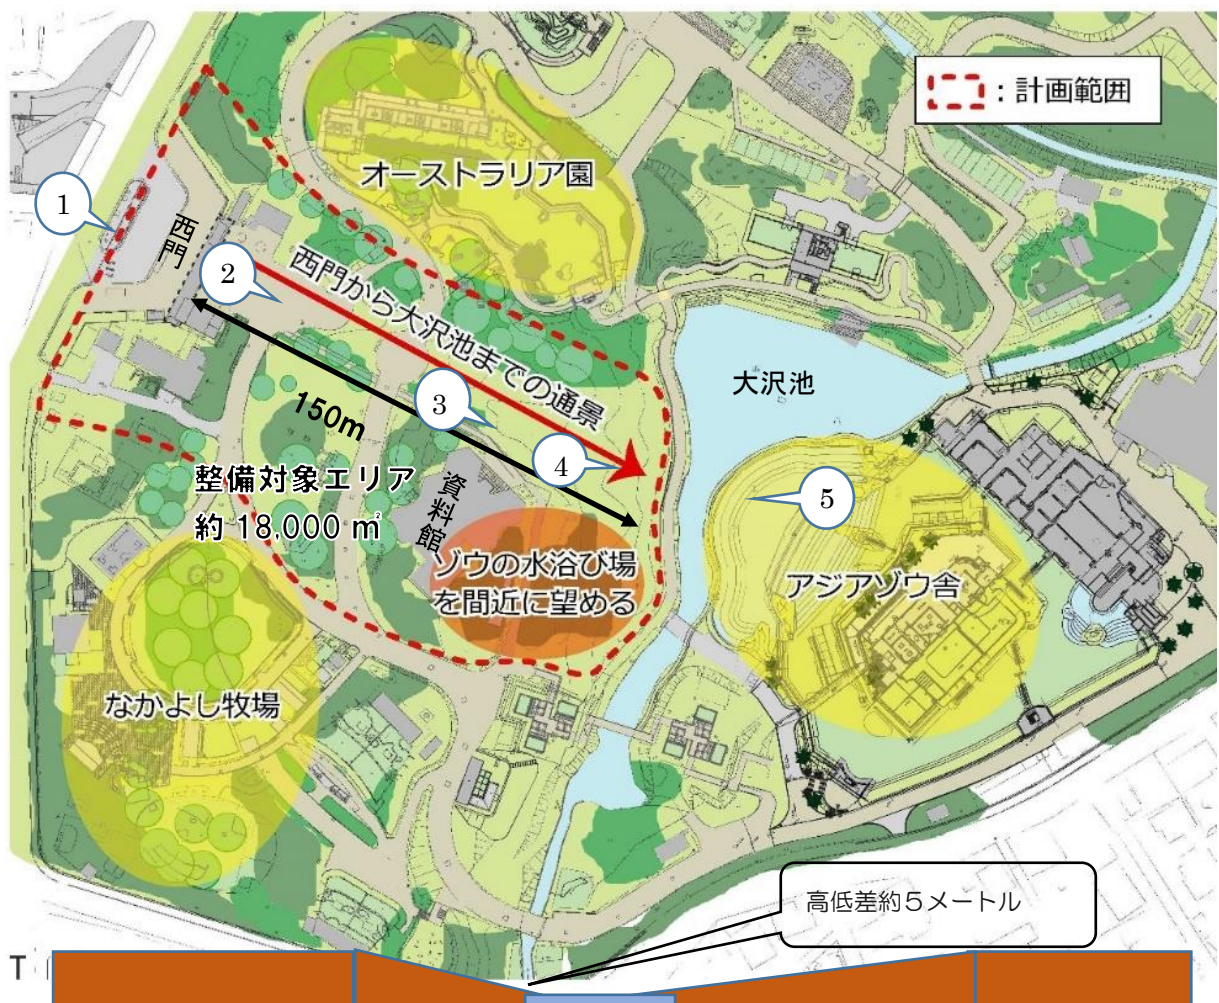 ：計画範囲
オーストラリア園
1
西門
2
西門から大沢池までの通景
大沢池
150m
3
4
整備対象エリア
約 18,000 ㎡
資料館
5
ゾウの水浴び場
を間近に望める
アジアゾウ舎
なかよし牧場
高低差約５メートル
T